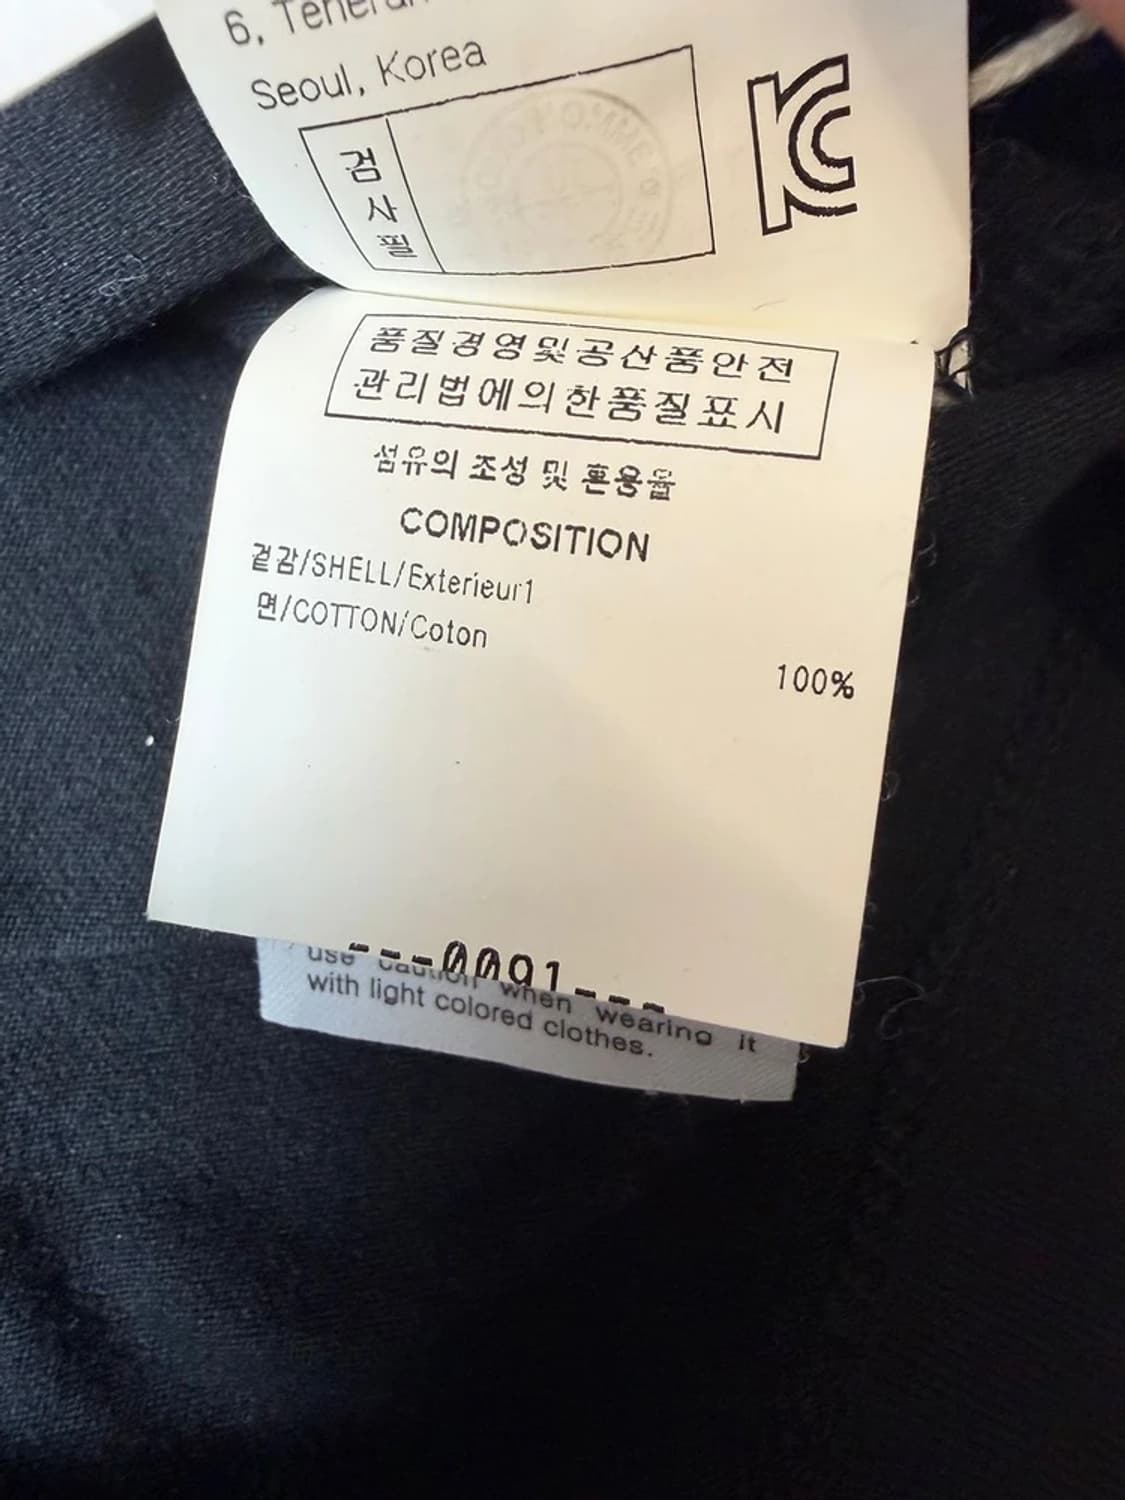 6,
Seoul, Korea
검사필
품질경영및공산품안전
관리법에의한품질표시
섬유의 조성 및 혼용율
COMPOSITION
겉감/SHELL/Exterieur1
면/COTTON/Coton
100%
---0091---
use caution when wearing it
with light colored clothes.